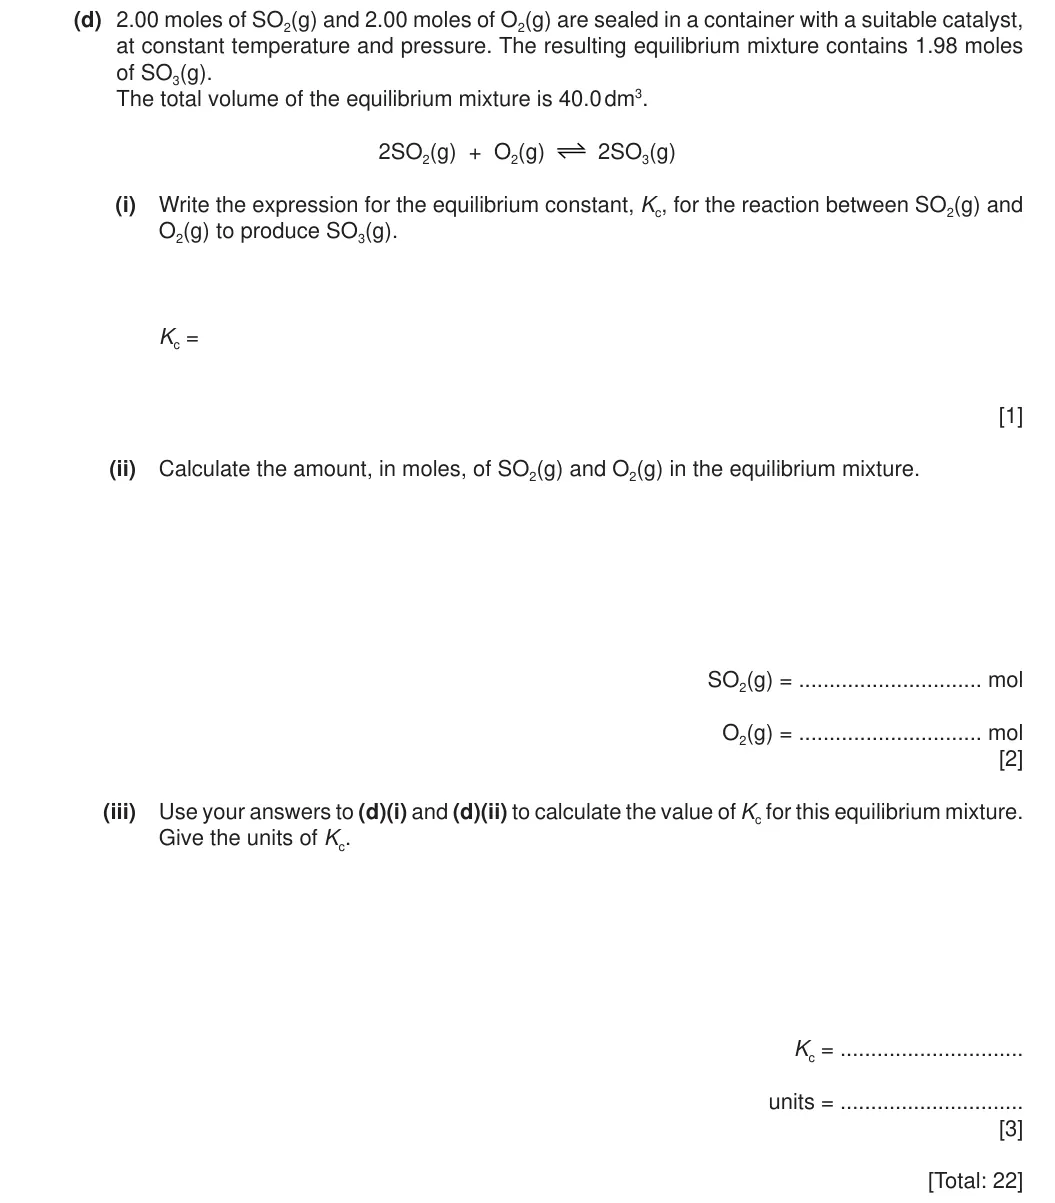 (d) 2.00 moles of SO₂(g) and 2.00 moles of O₂(g) are sealed in a container with a suitable catalyst,
at constant temperature and pressure. The resulting equilibrium mixture contains 1.98 moles
of SO₃(g).
The total volume of the equilibrium mixture is 40.0 dm³.
2SO₂(g) + O₂(g) ⇌ 2SO₃(g)
(i) Write the expression for the equilibrium constant, Kc, for the reaction between SO₂(g) and
O₂(g) to produce SO₃(g).
Kc =
[1]
(ii) Calculate the amount, in moles, of SO₂(g) and O₂(g) in the equilibrium mixture.
SO₂(g) = .............................. mol
O₂(g) = .............................. mol
[2]
(iii) Use your answers to (d)(i) and (d)(ii) to calculate the value of Kc for this equilibrium mixture.
Give the units of Kc.
Kc = ..............................
units = ..............................
[3]
[Total: 22]